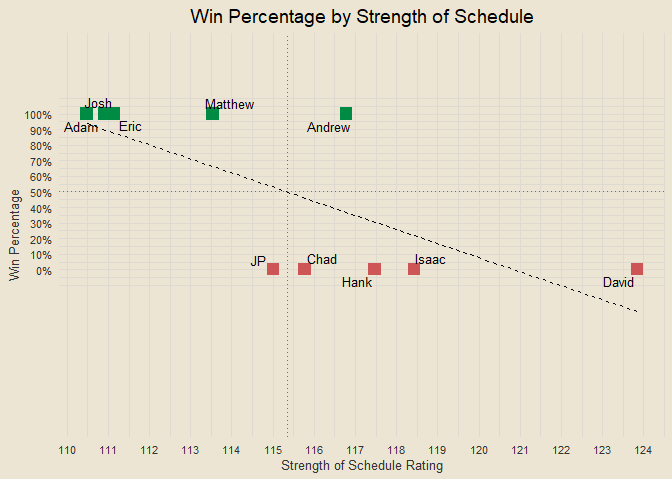 Win Percentage by Strength of Schedule
Josh
Matthew
Adam
Eric
Andrew
100%
90%
80%
70%
60%
50%
40%
30%
20%
10%
0%
JP
Chad
Isaac
Hank
David
Win Percentage
110 111 112 113 114 115 116 117 118 119 120 121 122 123 124
Strength of Schedule Rating